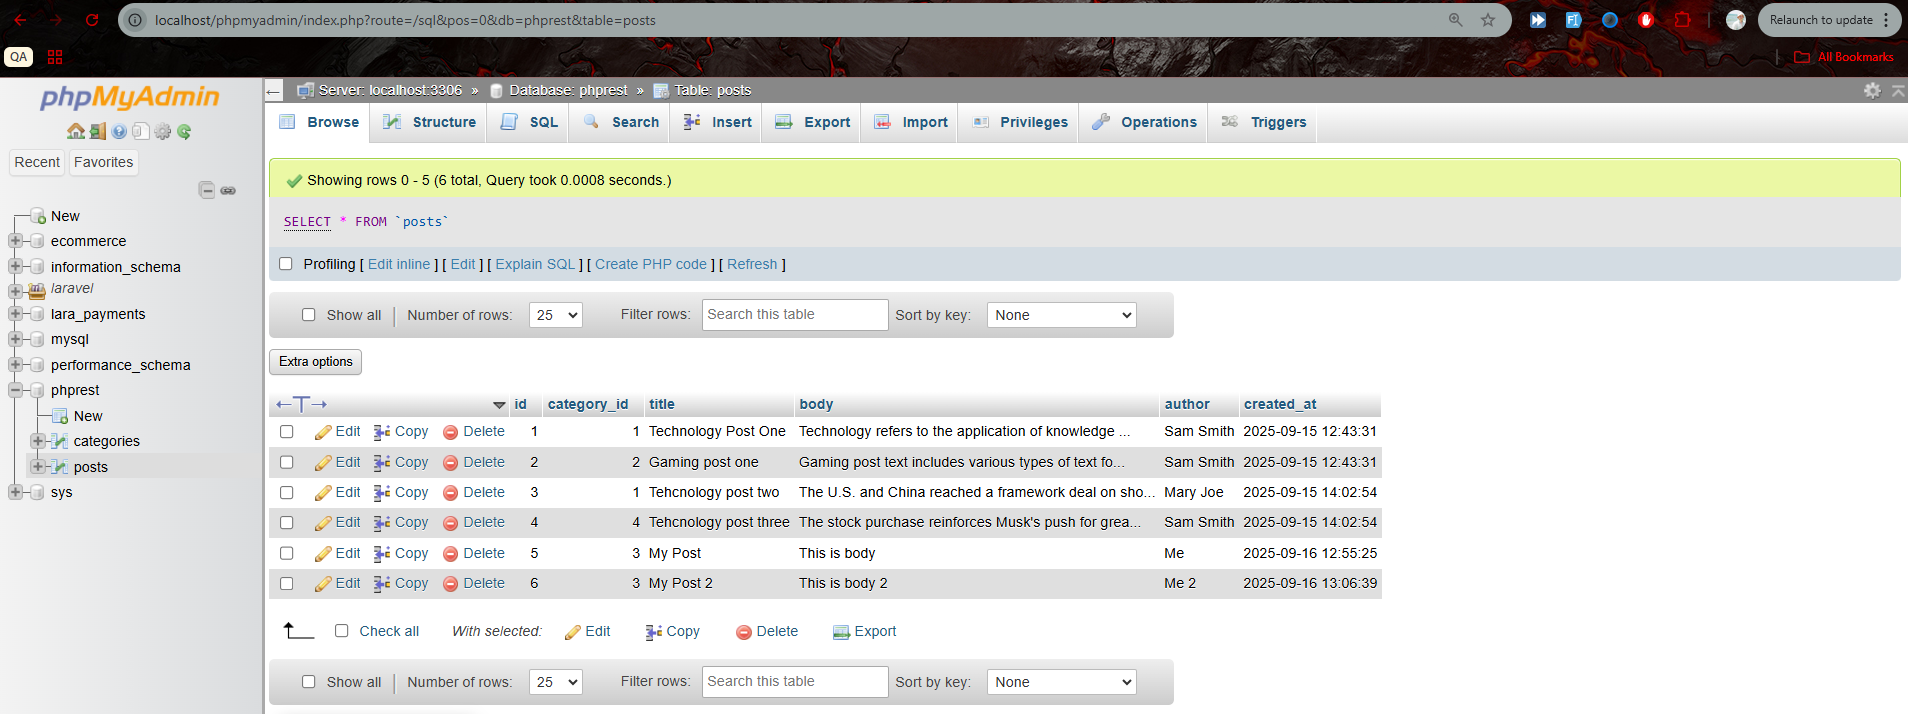 localhost/phpmyadmin/index.php?route=/sql&pos=0&db=phprest&table=posts
Relaunch to update
QA
All Bookmarks
phpMyAdmin
Recent
Favorites
New
ecommerce
information_schema
laravel
lara_payments
mysql
performance_schema
phprest
New
categories
posts
sys
Server: localhost:3306 » Database: phprest » Table: posts
Browse Structure SQL Search Insert Export Import Privileges Operations Triggers
Showing rows 0 - 5 (6 total, Query took 0.0008 seconds.)
SELECT * FROM `posts`
Profiling [ Edit inline ] [ Edit ] [ Explain SQL ] [ Create PHP code ] [ Refresh ]
Show all | Number of rows: 25 Filter rows: Search this table Sort by key: None
Extra options
←T→ id category_id title body author created_at
Edit Copy Delete 1 1 Technology Post One Technology refers to the application of knowledge ... Sam Smith 2025-09-15 12:43:31
Edit Copy Delete 2 2 Gaming post one Gaming post text includes various types of text fo... Sam Smith 2025-09-15 12:43:31
Edit Copy Delete 3 1 Tehcnology post two The U.S. and China reached a framework deal on sho... Mary Joe 2025-09-15 14:02:54
Edit Copy Delete 4 4 Tehcnology post three The stock purchase reinforces Musk's push for grea... Sam Smith 2025-09-15 14:02:54
Edit Copy Delete 5 3 My Post This is body Me 2025-09-16 12:55:25
Edit Copy Delete 6 3 My Post 2 This is body 2 Me 2 2025-09-16 13:06:39
Check all With selected: Edit Copy Delete Export
Show all | Number of rows: 25 Filter rows: Search this table Sort by key: None